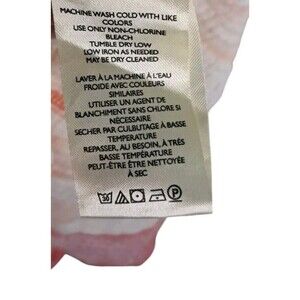 MACHINE WASH COLD WITH LIKE
COLORS
USE ONLY NON-CHLORINE
BLEACH
TUMBLE DRY LOW
LOW IRON AS NEEDED
MAY BE DRY CLEANED
LAVER À LA MACHINE À L'EAU
FROIDE AVEC COULEURS
SIMILAIRES
UTILISER UN AGENT DE
BLANCHIMENT SANS CHLORE SI
NÉCESSAIRE
SECHER PAR CULBUTAGE À BASSE
TEMPERATURE
REPASSER, AU BESOIN, À TRÈS
BASSE TEMPERATURE
PEUT-ÊTRE ÊTRE NETTOYÉE
À SEC
30 P